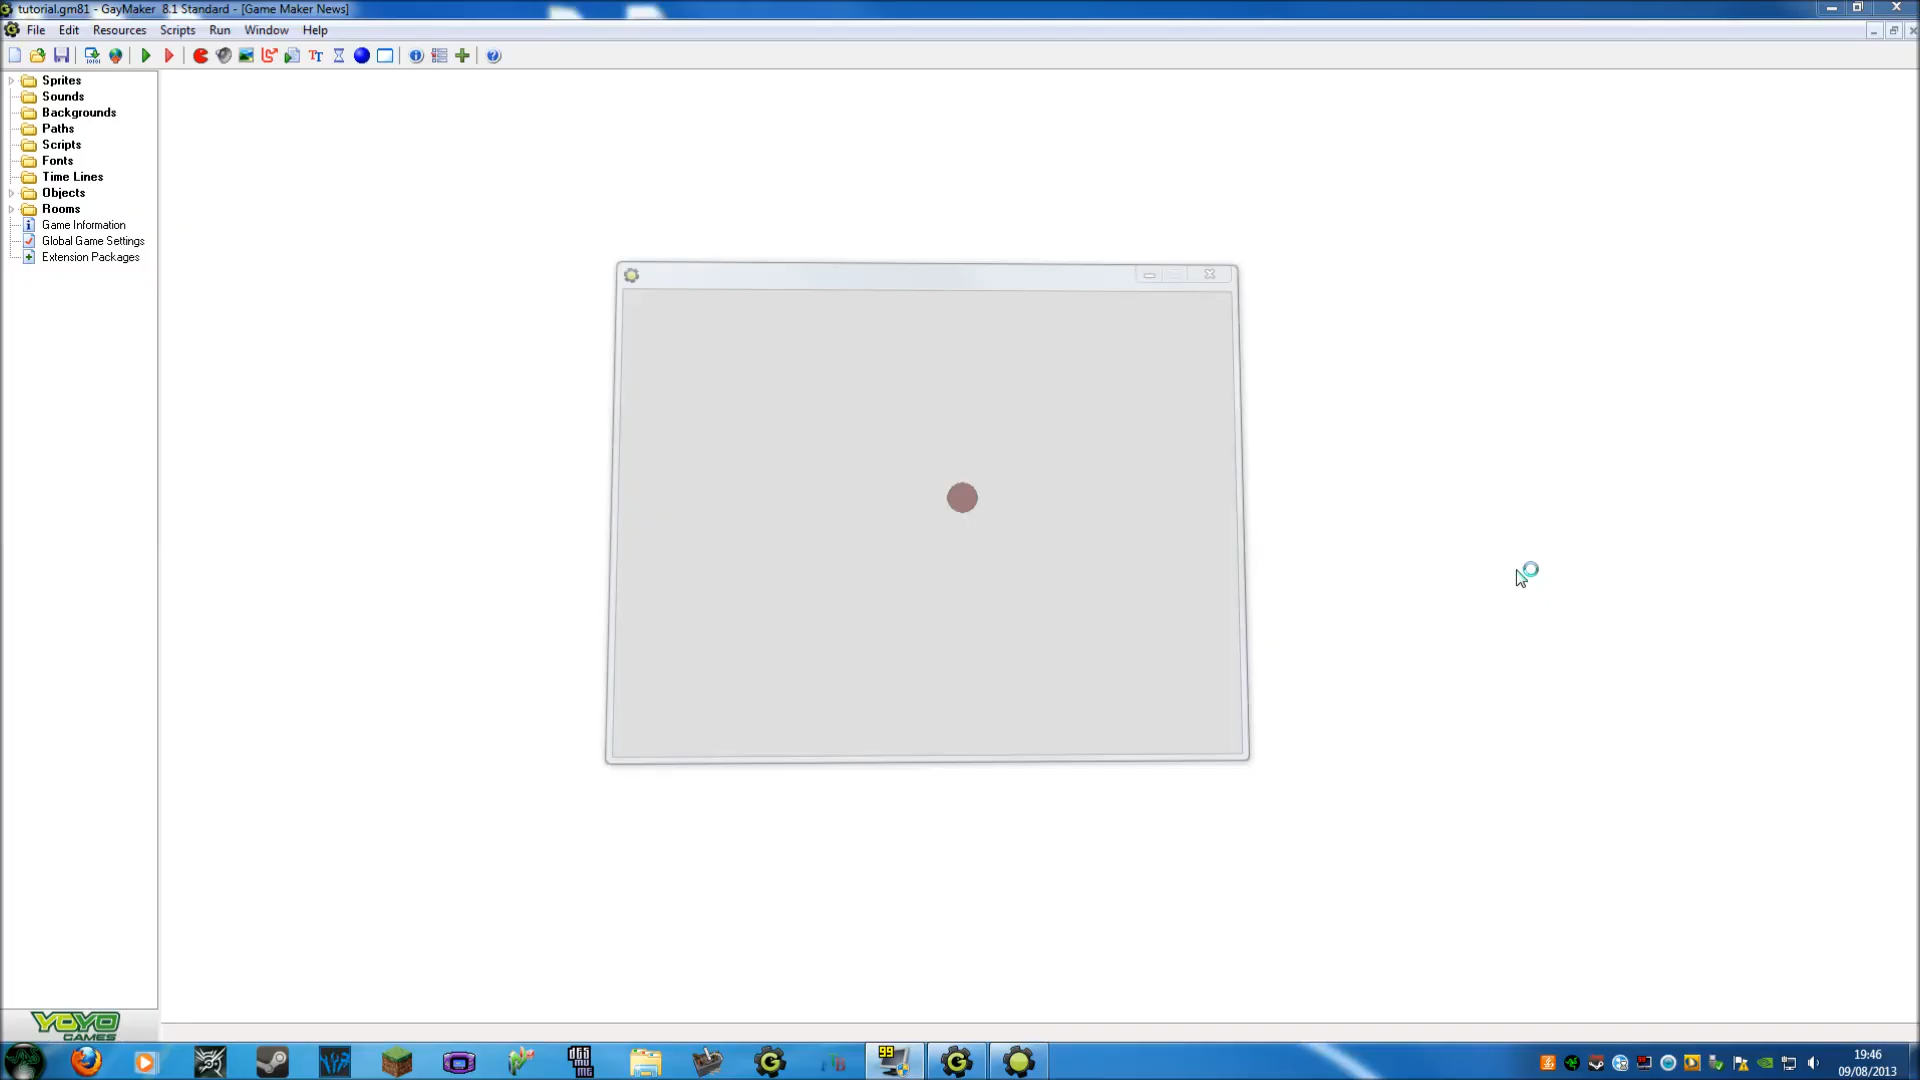 tutorial.gm81 - GayMaker 8.1 Standard - [Game Maker News]
File Edit Resources Scripts Run Window Help
Sprites
Sounds
Backgrounds
Paths
Scripts
Fonts
Time Lines
Objects
Rooms
Game Information
Global Game Settings
Extension Packages
YOYO
GAMES
99
19:46
09/08/2013